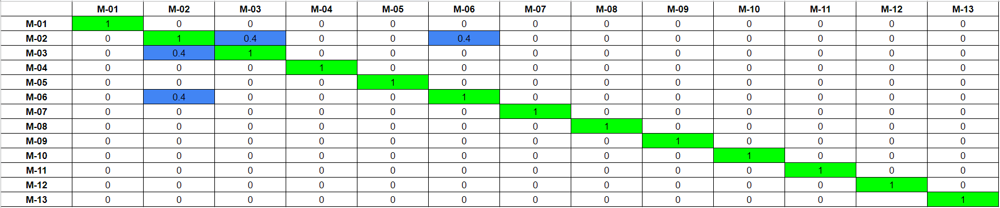 M-01 M-02 M-03 M-04 M-05 M-06 M-07 M-08 M-09 M-10 M-11 M-12 M-13
M-01 1 0 0 0 0 0 0 0 0 0 0 0 0
M-02 0 1 0.4 0 0 0.4 0 0 0 0 0 0 0
M-03 0 0.4 1 0 0 0 0 0 0 0 0 0 0
M-04 0 0 0 1 0 0 0 0 0 0 0 0 0
M-05 0 0 0 0 1 0 0 0 0 0 0 0 0
M-06 0 0.4 0 0 0 1 0 0 0 0 0 0 0
M-07 0 0 0 0 0 0 1 0 0 0 0 0 0
M-08 0 0 0 0 0 0 0 1 0 0 0 0 0
M-09 0 0 0 0 0 0 0 0 1 0 0 0 0
M-10 0 0 0 0 0 0 0 0 0 1 0 0 0
M-11 0 0 0 0 0 0 0 0 0 0 1 0 0
M-12 0 0 0 0 0 0 0 0 0 0 0 1 0
M-13 0 0 0 0 0 0 0 0 0 0 0 1